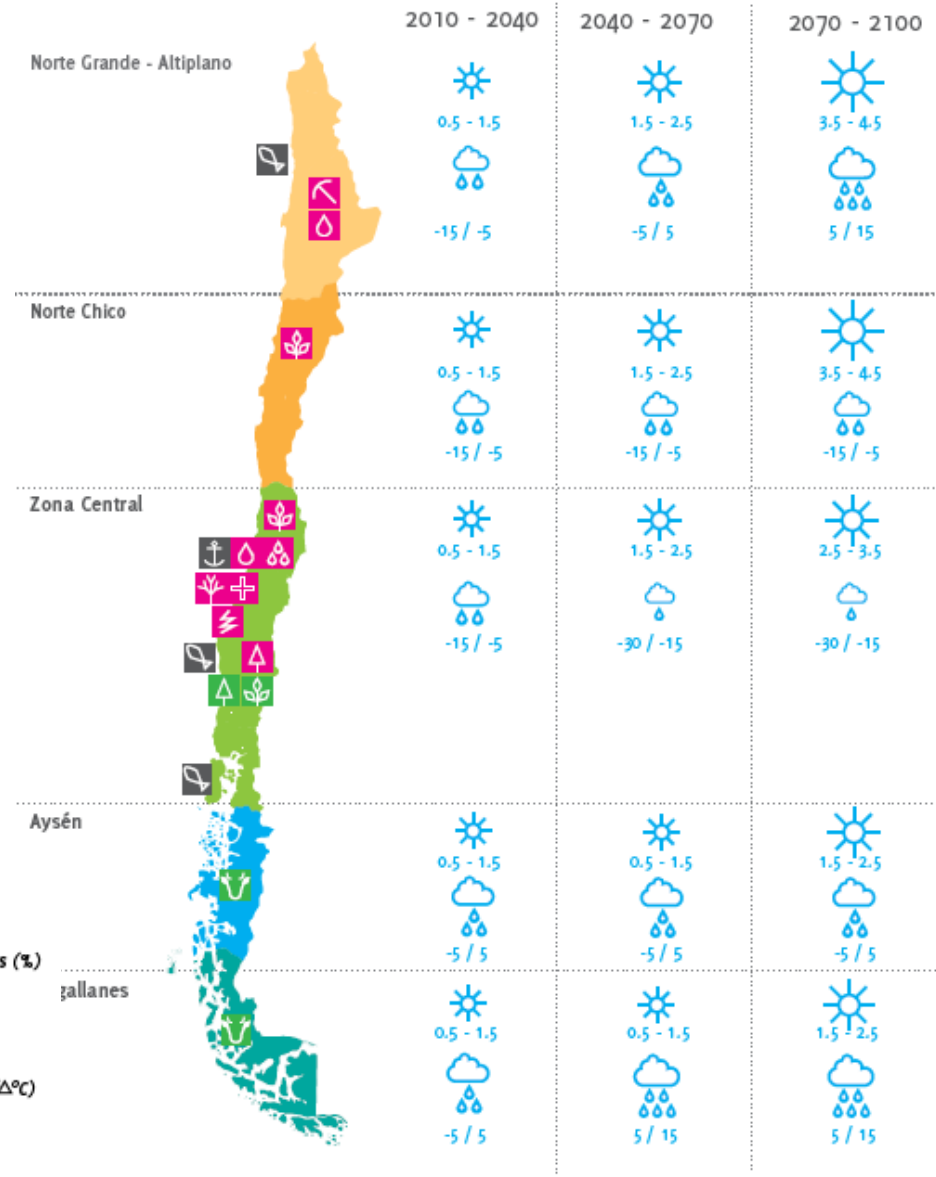 2010 - 2040 2040 - 2070 2070 - 2100
Norte Grande - Altiplano
0.5 - 1.5 1.5 - 2.5 3.5 - 4.5
-15 / -5 -5 / 5 5 / 15
Norte Chico
0.5 - 1.5 1.5 - 2.5 3.5 - 4.5
-15 / -5 -15 / -5 -15 / -5
Zona Central
0.5 - 1.5 1.5 - 2.5 2.5 - 3.5
-15 / -5 -30 / -15 -30 / -15
Aysén
0.5 - 1.5 0.5 - 1.5 1.5 - 2.5
-5 / 5 -5 / 5 -5 / 5
s (%)
gallanes
0.5 - 1.5 0.5 - 1.5 1.5 - 2.5
△°C)
-5 / 5 5 / 15 5 / 15